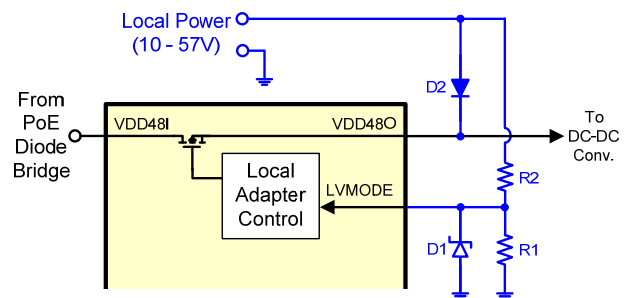 Local Power
(10 - 57V)
D2
From
PoE
Diode
Bridge
VDD48I
VDD48O
To
DC-DC
Conv.
Local
Adapter
Control
LVMODE
R2
D1
R1